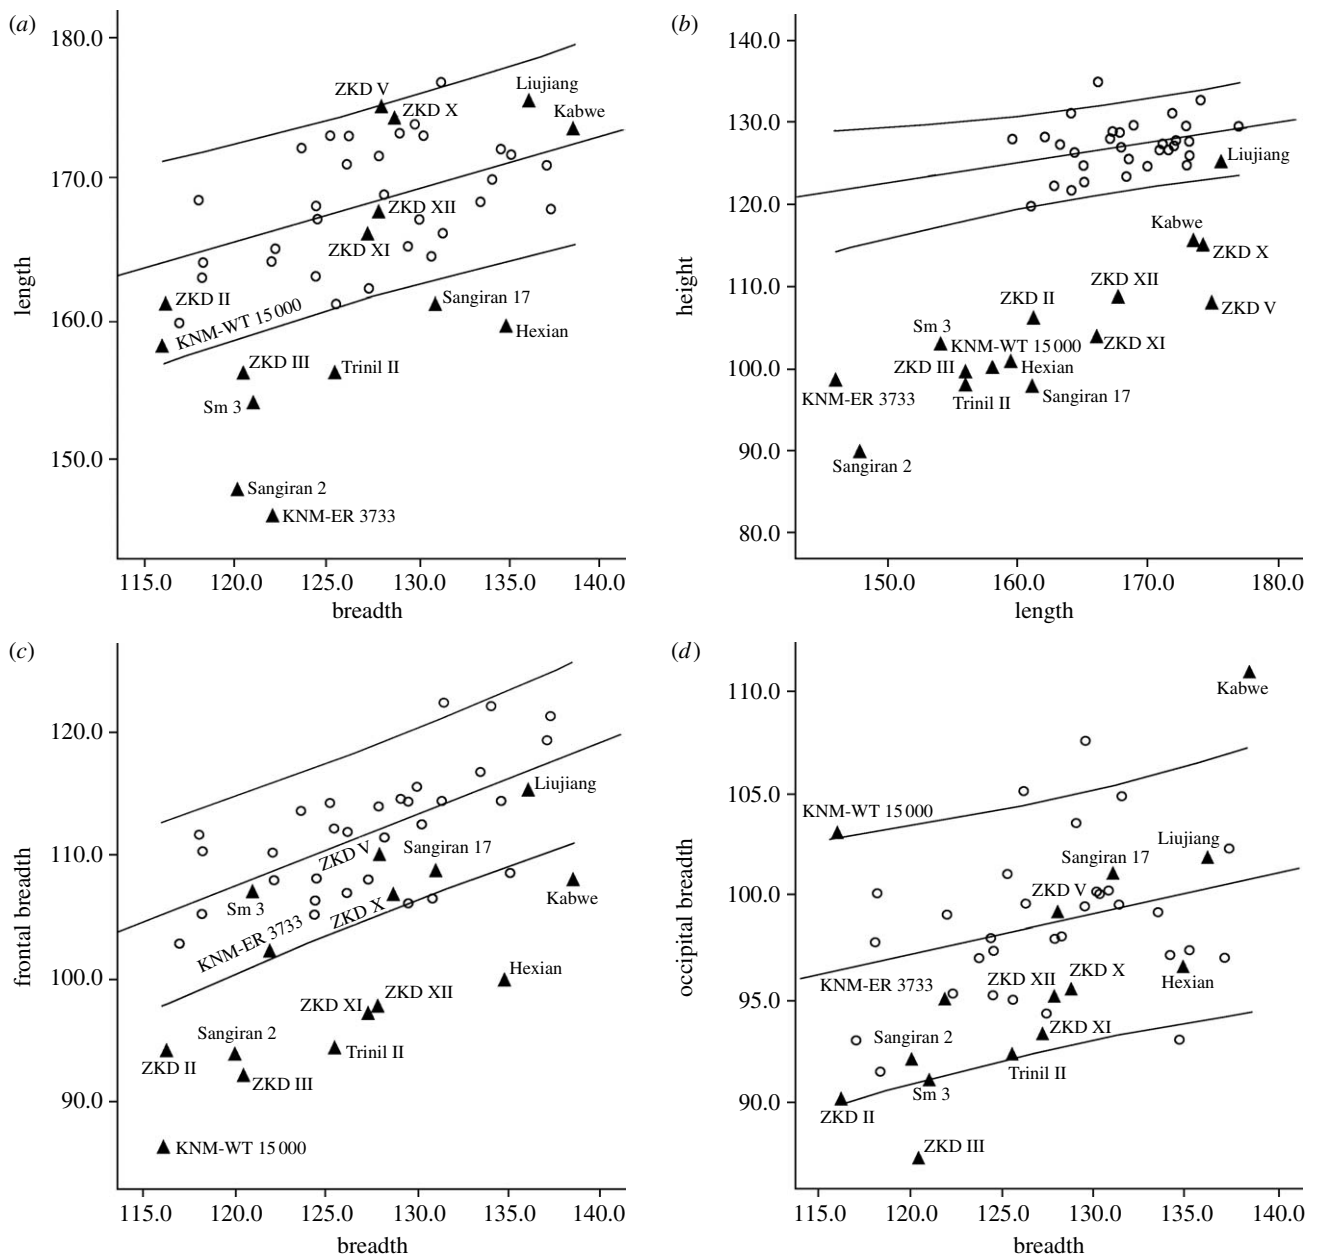 (a)
180.0
170.0
160.0
150.0
length
ZKD V
ZKD X
Liujiang
Kabwe
ZKD XII
ZKD XI
ZKD II
KNM-WT 15 000
Sangiran 17
Hexian
ZKD III
Trinil II
Sm 3
Sangiran 2
KNM-ER 3733
115.0 120.0 125.0 130.0 135.0 140.0
breadth
(b)
140.0
130.0
120.0
110.0
100.0
90.0
80.0
height
Liujiang
Kabwe
ZKD X
ZKD XII
ZKD II
ZKD V
Sm 3
KNM-WT 15 000
ZKD XI
ZKD III
Hexian
KNM-ER 3733
Trinil II
Sangiran 17
Sangiran 2
150.0 160.0 170.0 180.0
length
(c)
120.0
110.0
100.0
90.0
frontal breadth
Liujiang
ZKD V
Sangiran 17
Kabwe
Sm 3
ZKD X
KNM-ER 3733
Hexian
ZKD XI
ZKD XII
Sangiran 2
Trinil II
ZKD II
ZKD III
KNM-WT 15 000
115.0 120.0 125.0 130.0 135.0 140.0
breadth
(d)
110.0
105.0
100.0
95.0
90.0
occipital breadth
Kabwe
KNM-WT 15 000
Liujiang
Sangiran 17
ZKD V
ZKD X
ZKD XII
KNM-ER 3733
Hexian
ZKD XI
Sangiran 2
Trinil II
Sm 3
ZKD II
ZKD III
115.0 120.0 125.0 130.0 135.0 140.0
breadth